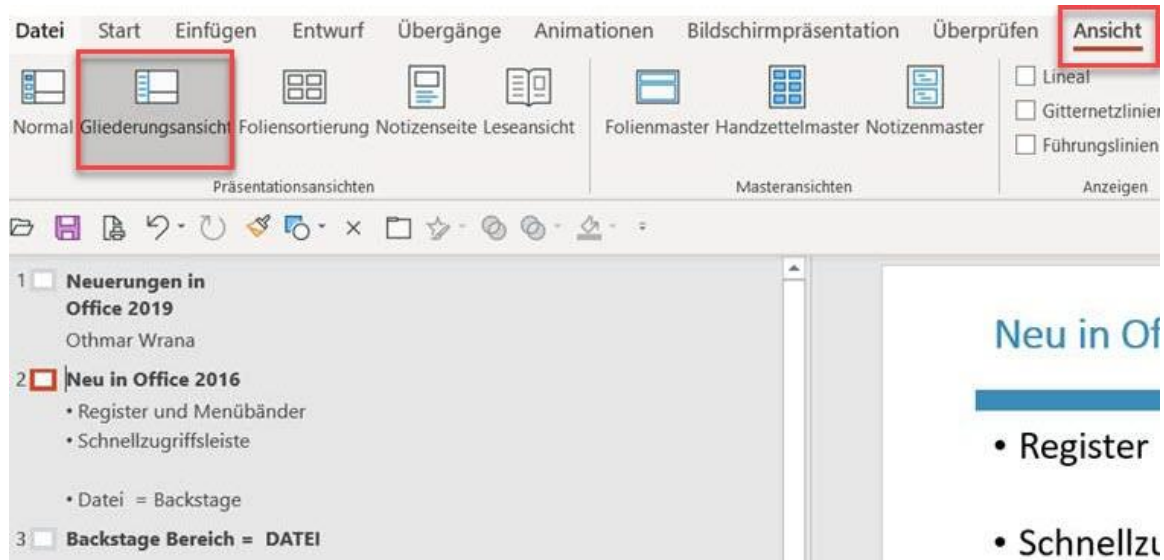 Datei Start Einfügen Entwurf Übergänge Animationen Bildschirmpräsentation Überprüfen Ansicht
Normal Gliederungsansicht Foliensortierung Notizenseite Leseansicht Folienmaster Handzettelmaster Notizenmaster
Lineal
Gitternetzlinien
Führungslinien
Präsentationsansichten Masteransichten Anzeigen
1 Neuerungen in
Office 2019
Othmar Wrana
2 Neu in Office 2016
• Register und Menübänder
• Schnellzugriffsleiste
• Datei = Backstage
3 Backstage Bereich = DATEI
Neu in Of
• Register
• Schnellzu